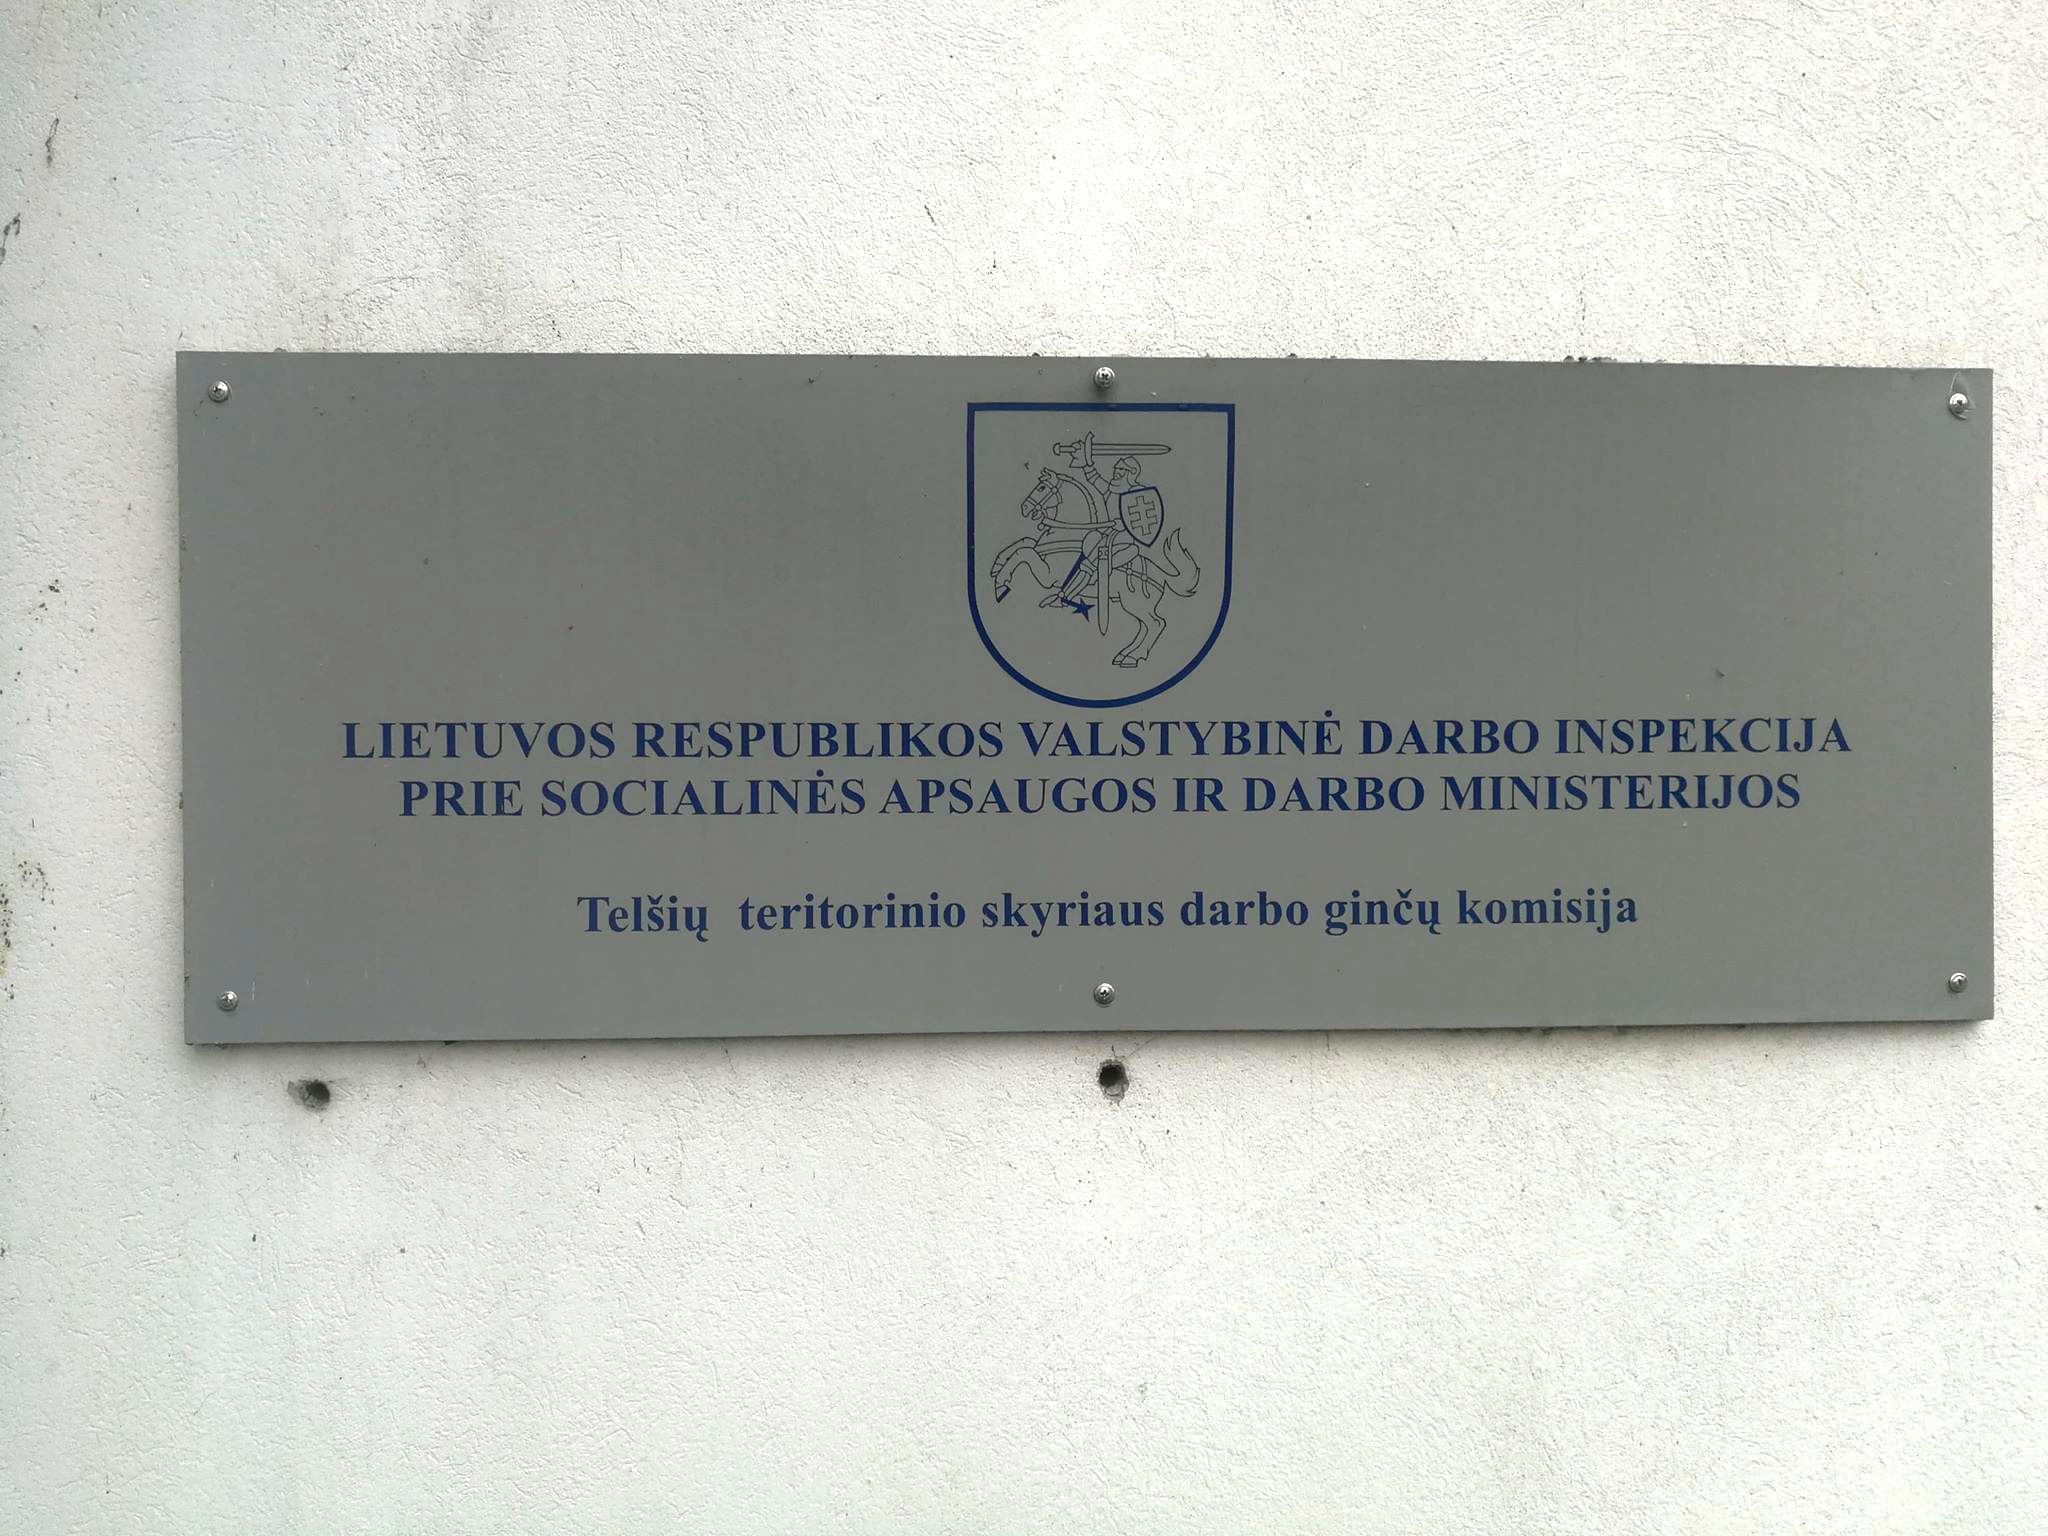 LIETUVOS RESPUBLIKOS VALSTYBINĖ DARBO INSPEKCIJA
PRIE SOCIALINĖS APSAUGOS IR DARBO MINISTERIJOS
Telšių teritorinio skyriaus darbo ginčų komisija